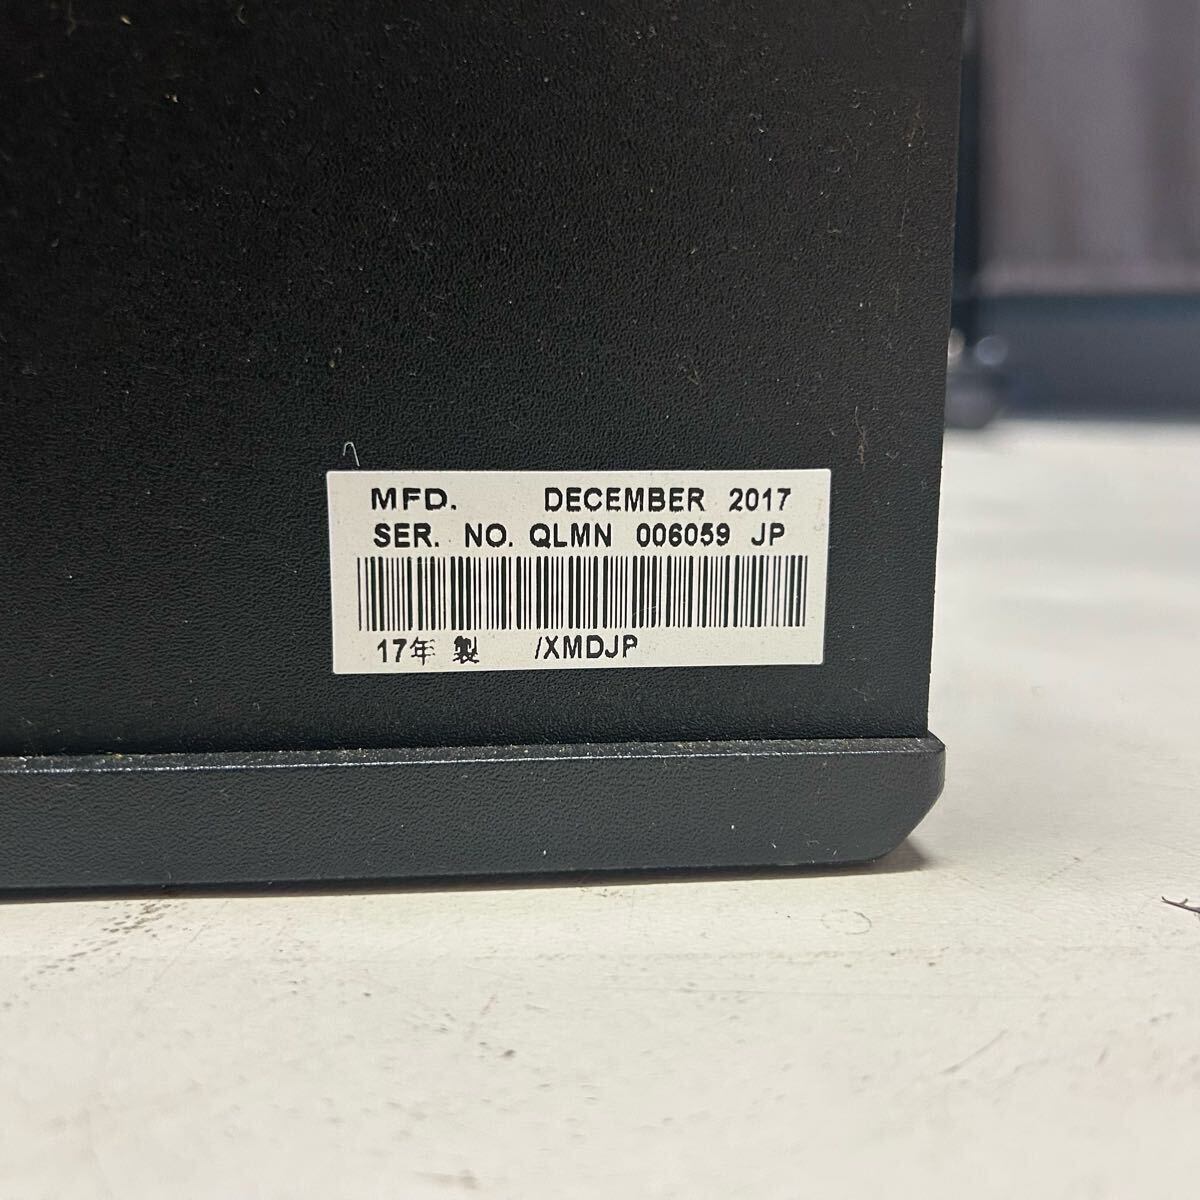 MFD. DECEMBER 2017
SER. NO. QLMN 006059 JP
17年 製 /XMDJP